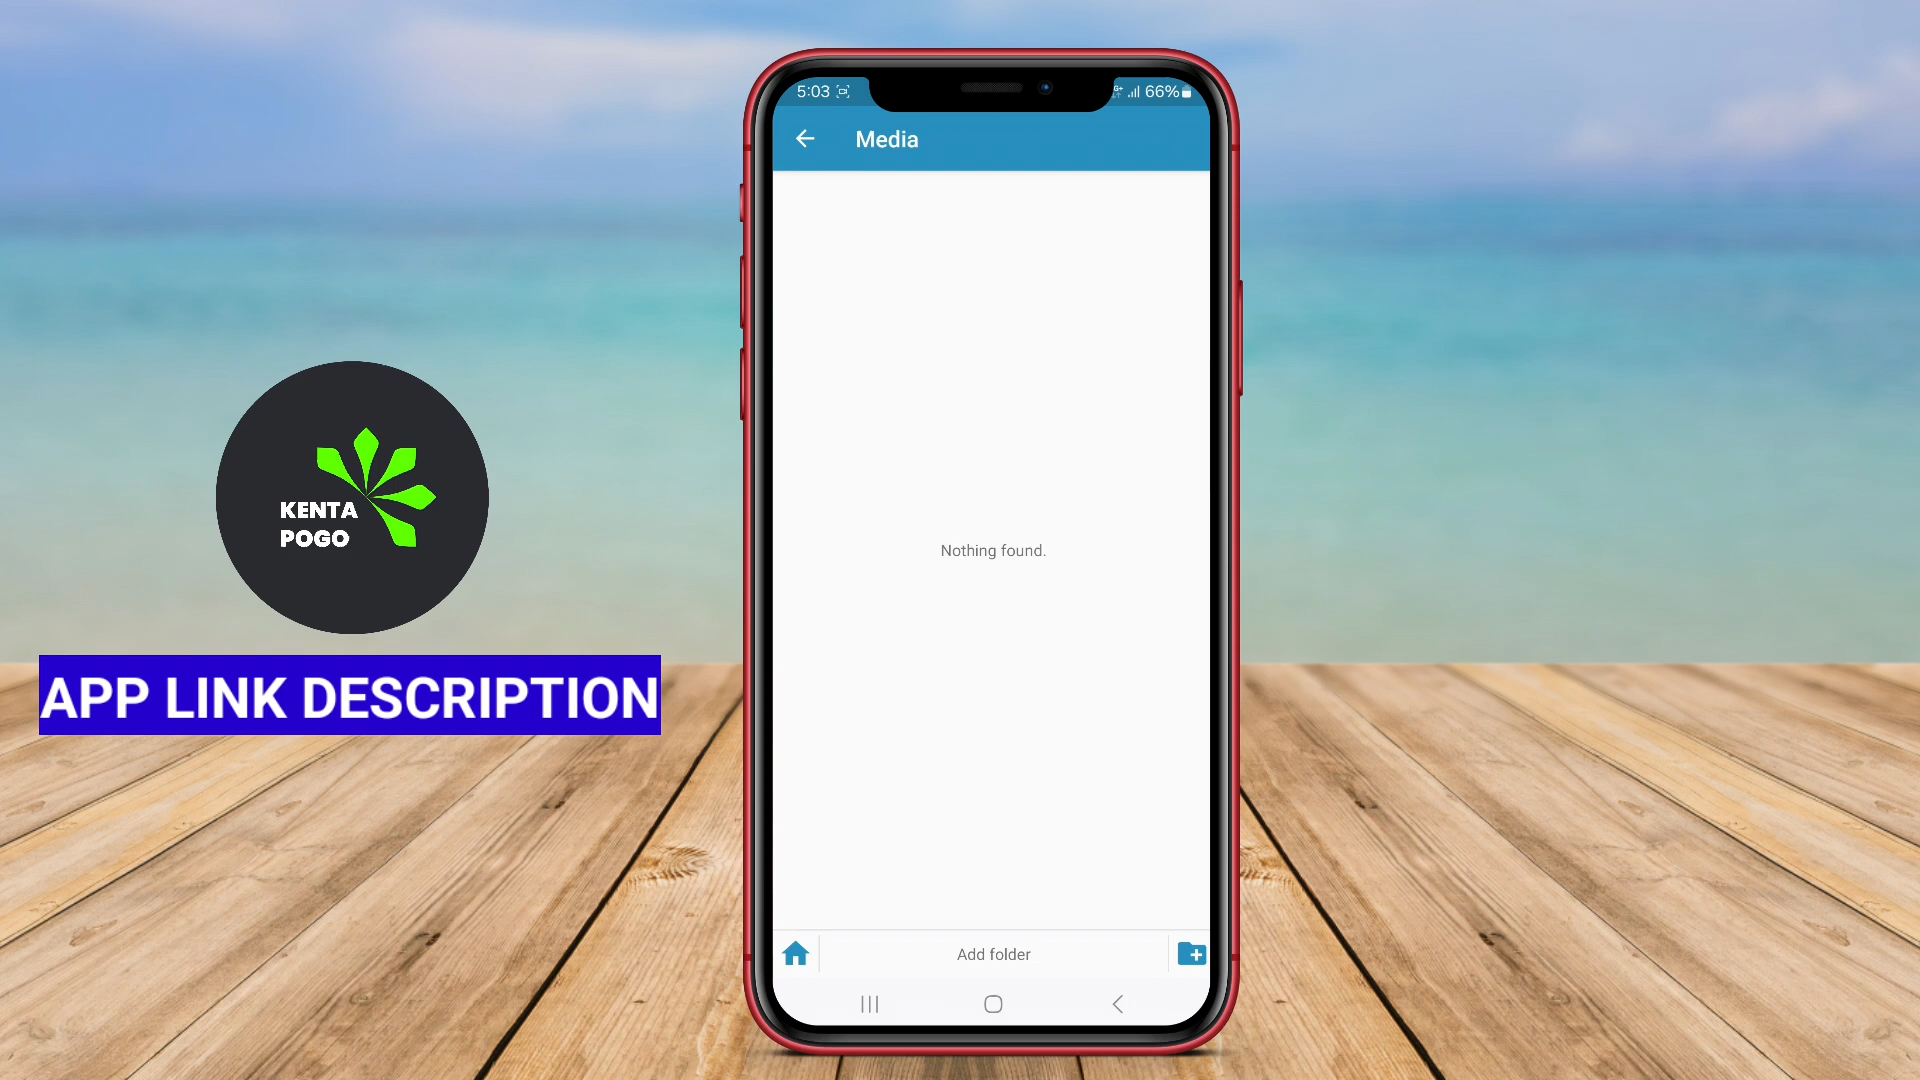 5:03
66%
Media
Nothing found.
KENTA
POGO
APP LINK DESCRIPTION
Add folder